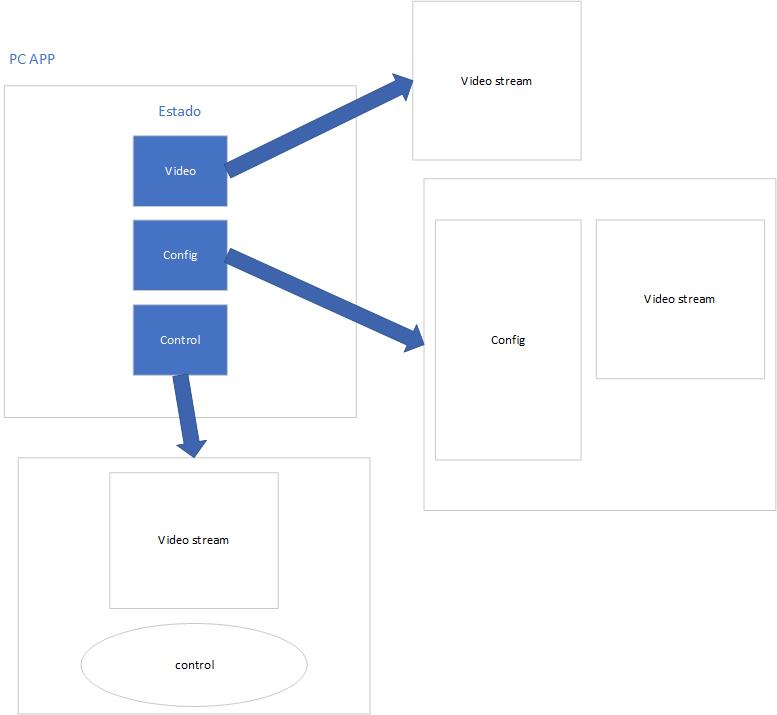 PC APP
Estado
Video
Config
Control
Video stream
Config
Video stream
Video stream
control